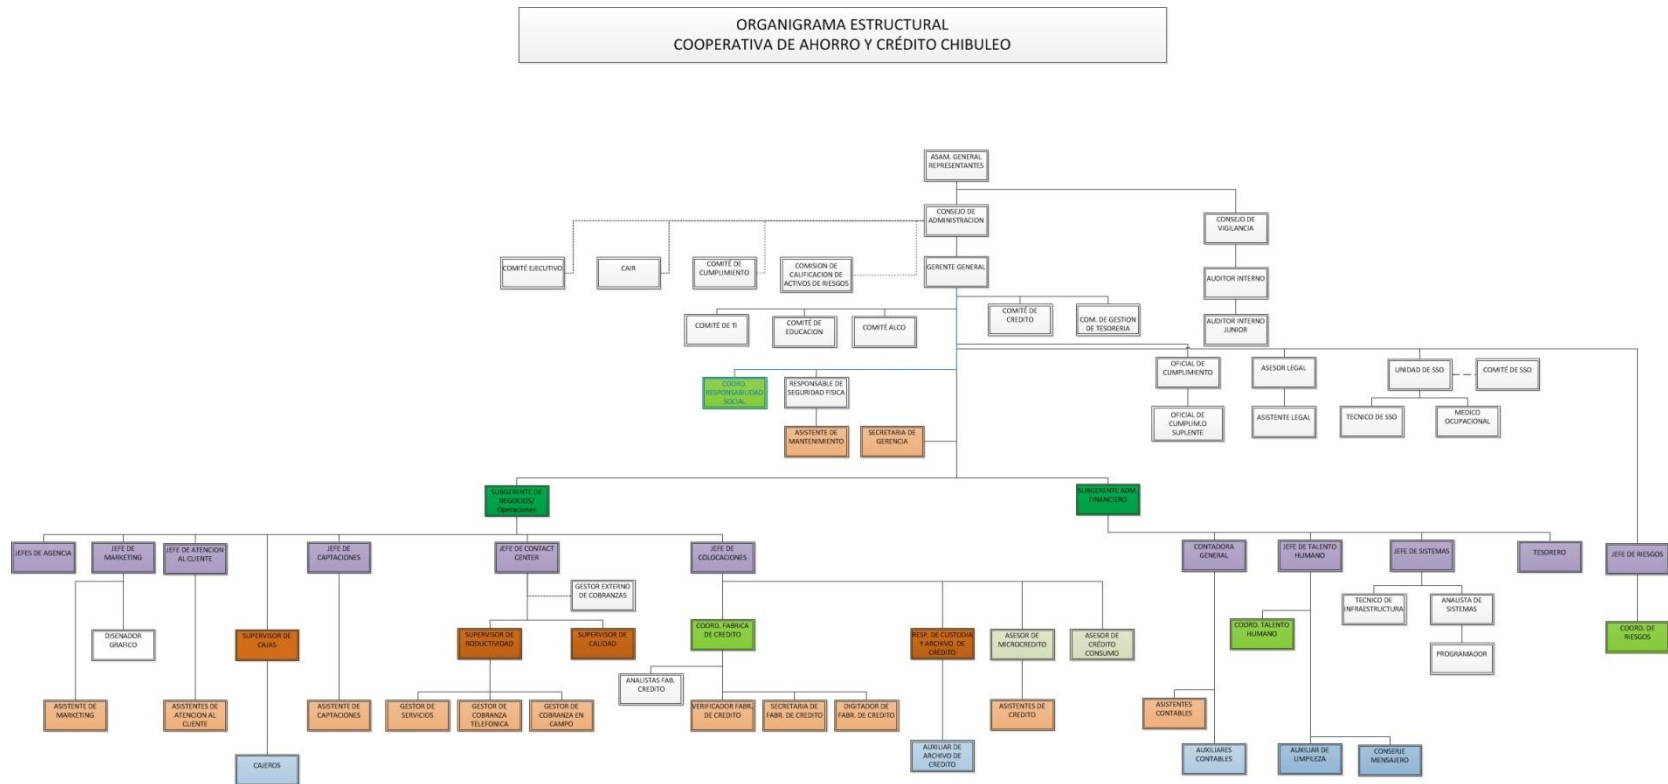 ORGANIGRAMA ESTRUCTURAL
COOPERATIVA DE AHORRO Y CRÉDITO CHIBULEO
ASAM. GENERAL
REPRESENTANTES
CONSEJO DE
ADMINISTRACION
CONSEJO DE
VIGILANCIA
COMITÉ EJECUTIVO
CAIR
COMITÉ DE
CUMPLIMIENTO
COMISION DE
CALIFICACION DE
ACTIVOS DE RIESGOS
GERENTE GENERAL
AUDITOR INTERNO
COMITÉ DE TI
COMITÉ DE
EDUCACION
COMITÉ ALCO
COMITÉ DE
CREDITO
COM. DE GESTION
DE TESORERIA
AUDITOR INTERNO
JUNIOR
COORD.
RESPONSABILIDAD
SOCIAL
RESPONSABLE DE
SEGURIDAD FISICA
OFICIAL DE
CUMPLIMIENTO
ASESOR LEGAL
UNIDAD DE SSO
COMITÉ DE SSO
ASISTENTE DE
MANTENIMIENTO
SECRETARIA DE
GERENCIA
OFICIAL DE
CUMPLIM.O
SUPLENTE
ASISTENTE LEGAL
TECNICO DE SSO
MEDICO
OCUPACIONAL
SUBGERENTE DE
NEGOCIOS/
Operaciones
SUBGERENTE ADM.
FINANCIERO
JEFES DE AGENCIA
JEFE DE
MARKETING
JEFE DE ATENCION
AL CLIENTE
JEFE DE
CAPTACIONES
JEFE DE CONTACT
CENTER
JEFE DE
COLOCACIONES
CONTADORA
GENERAL
JEFE DE TALENTO
HUMANO
JEFE DE SISTEMAS
TESORERO
JEFE DE RIESGOS
GESTOR EXTERNO
DE COBRANZAS
TECNICO DE
INFRAESTRUCTURA
ANALISTA DE
SISTEMAS
DISENADOR
GRAFICO
SUPERVISOR DE
CAJAS
SUPERVISOR DE
RODUCTIVIDAD
SUPERVISOR DE
CALIDAD
COORD. FABRICA
DE CREDITO
RESP. DE CUSTODIA
Y ARCHIVO DE
CRÉDITO
ASESOR DE
MICROCREDITO
ASESOR DE
CRÉDITO
CONSUMO
COORD. TALENTO
HUMANO
PROGRAMADOR
COORD. DE
RIESGOS
ANALISTAS FAB.
CREDITO
ASISTENTE DE
MARKETING
ASISTENTES DE
ATENCION AL
CLIENTE
ASISTENTE DE
CAPTACIONES
GESTOR DE
SERVICIOS
GESTOR DE
COBRANZA
TELEFONICA
GESTOR DE
COBRANZA EN
CAMPO
VERIFICADOR FABR.
DE CREDITO
SECRETARIA DE
FABR. DE CREDITO
DIGITADOR DE
FABR. DE CREDITO
ASISTENTES DE
CREDITO
ASISTENTES
CONTABLES
CAJEROS
AUXILIAR DE
ARCHIVO DE
CREDITO
AUXILIARES
CONTABLES
AUXILIAR DE
LIMPILEZA
CONSERJE
MENSAJERO